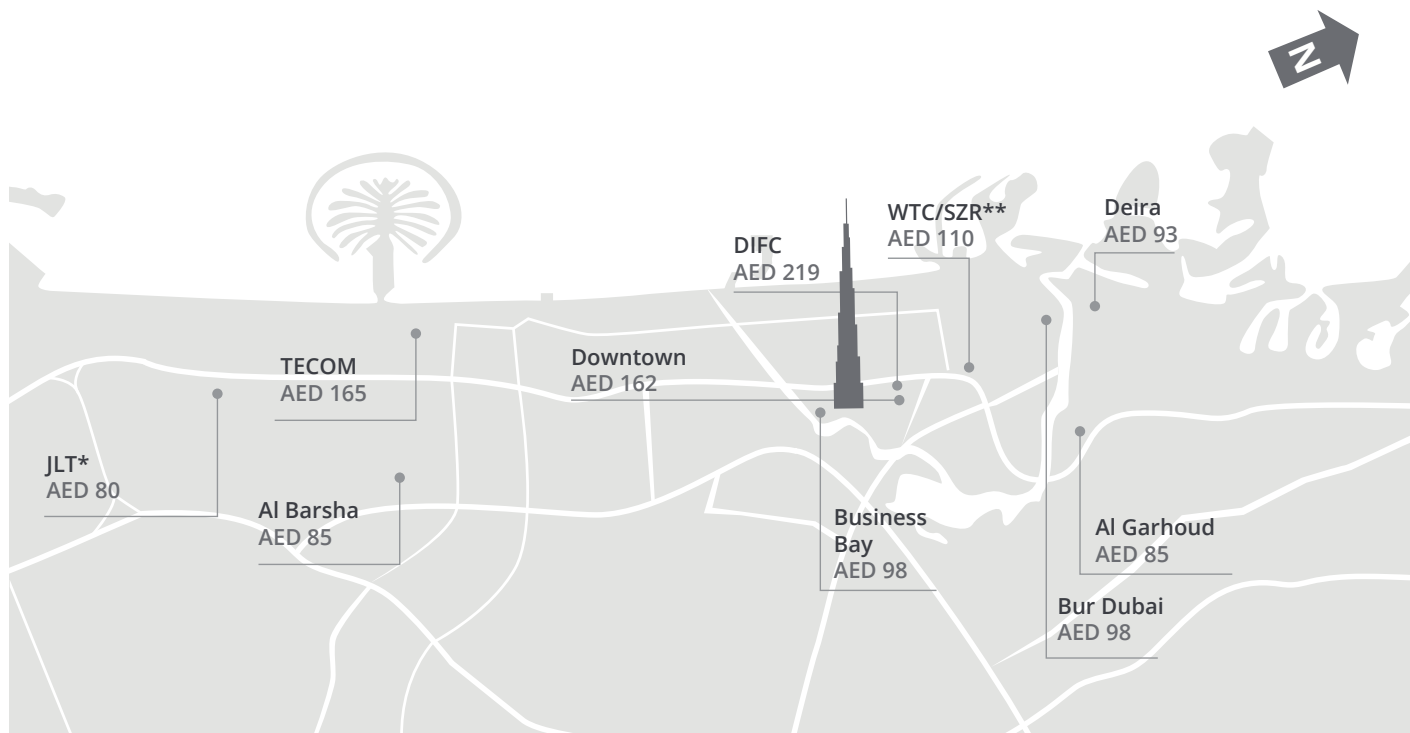 N
WTC/SZR**
AED 110
Deira
AED 93
DIFC
AED 219
Downtown
AED 162
TECOM
AED 165
JLT*
AED 80
Al Barsha
AED 85
Business
Bay
AED 98
Al Garhoud
AED 85
Bur Dubai
AED 98